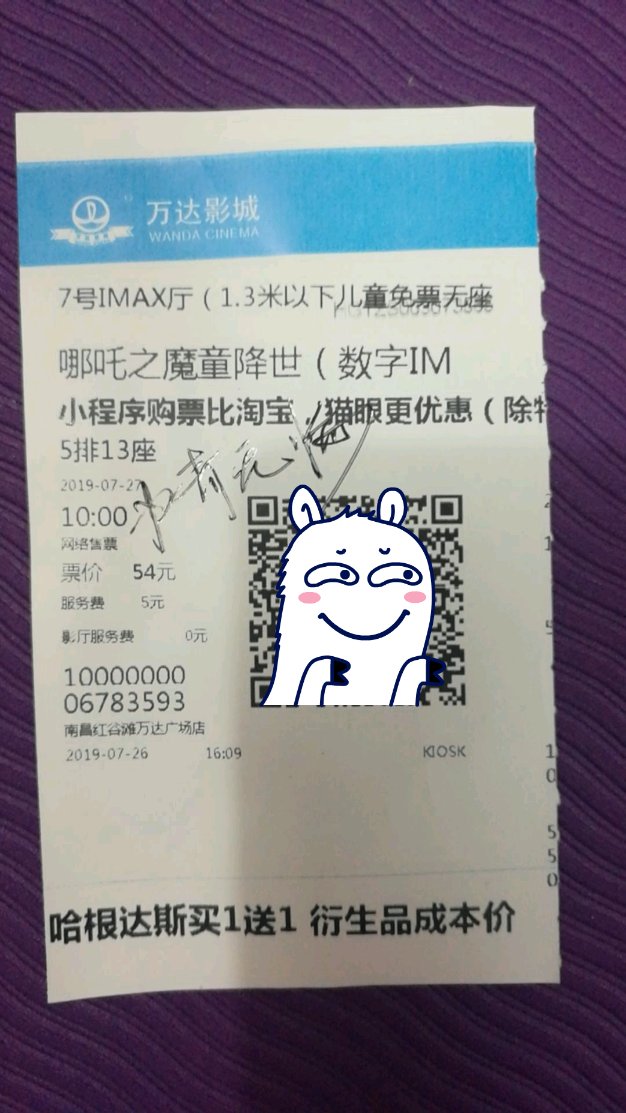 万达影城
WANDA CINEMA
7号IMAX厅（1.3米以下儿童免票无座
哪吒之魔童降世（数字IM
小程序购票比淘宝/猫眼更优惠（除特
5排13座
2019-07-27
10:00
网络售票
票价 54元
服务费 5元
影厅服务费 0元
10000000
06783593
南昌红谷滩万达广场店
2019-07-26 16:09 KIOSK
哈根达斯买1送1 衍生品成本价